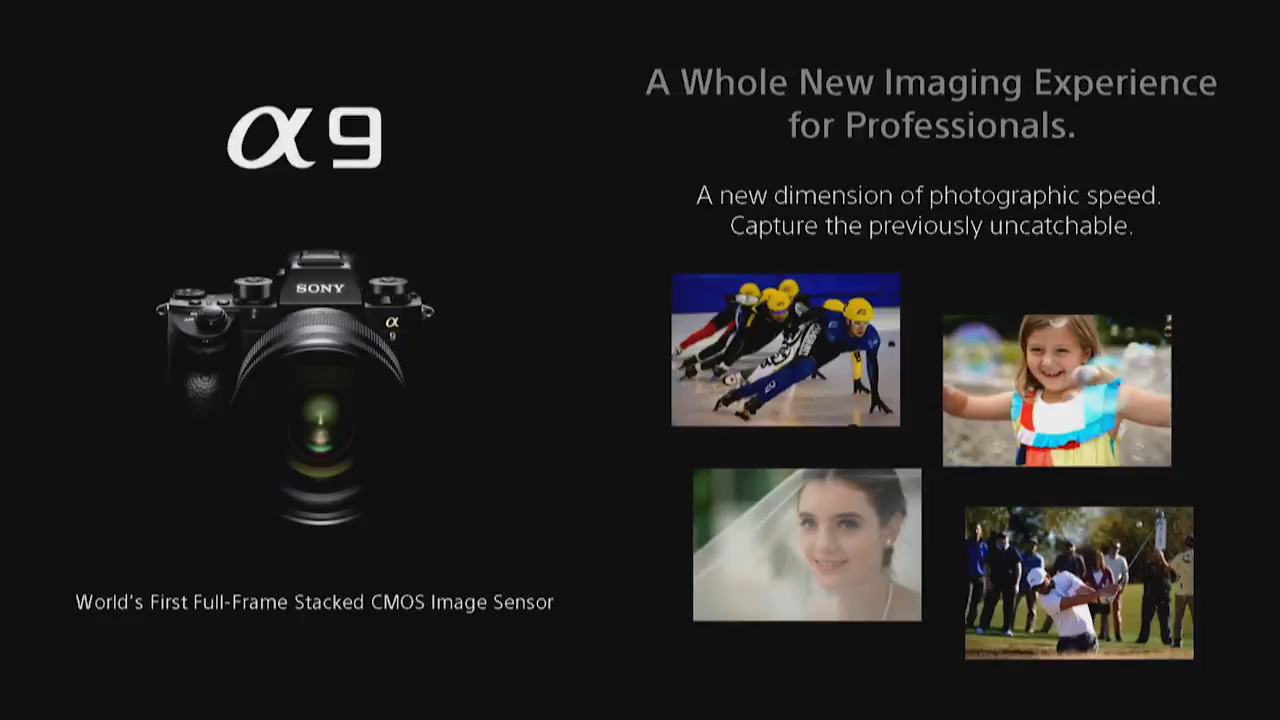 α9
A Whole New Imaging Experience
for Professionals.
A new dimension of photographic speed.
Capture the previously uncatchable.
SONY
α
9
World's First Full-Frame Stacked CMOS Image Sensor